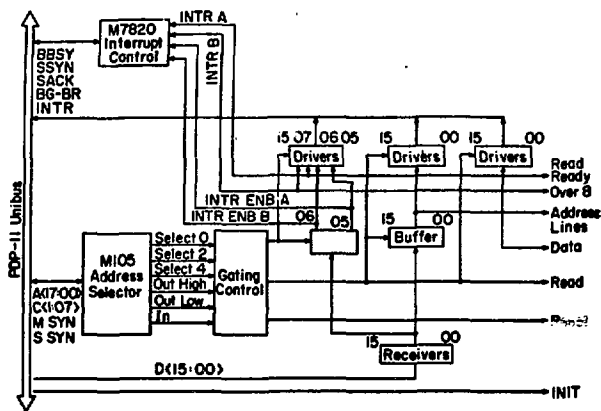 M7820
Interrupt
Control
INTR A
INTR B
BBSY
SSYN
SACK
BG-BR
INTR
PDP-11 Unibus
15 07 06 05
Drivers
15 00
Drivers
15 00
Drivers
Read
Ready
Over 8
INTR ENB A
INTR ENB B
06 05
15 00
Buffer
Address
Lines
Data
M105
Address
Selector
Select 0
Select 2
Select 4
Out High
Out Low
In
Gating
Control
Read
A(17:00)
C(1:07)
M SYN
S SYN
15 00
Receivers
D(15:00)
INIT